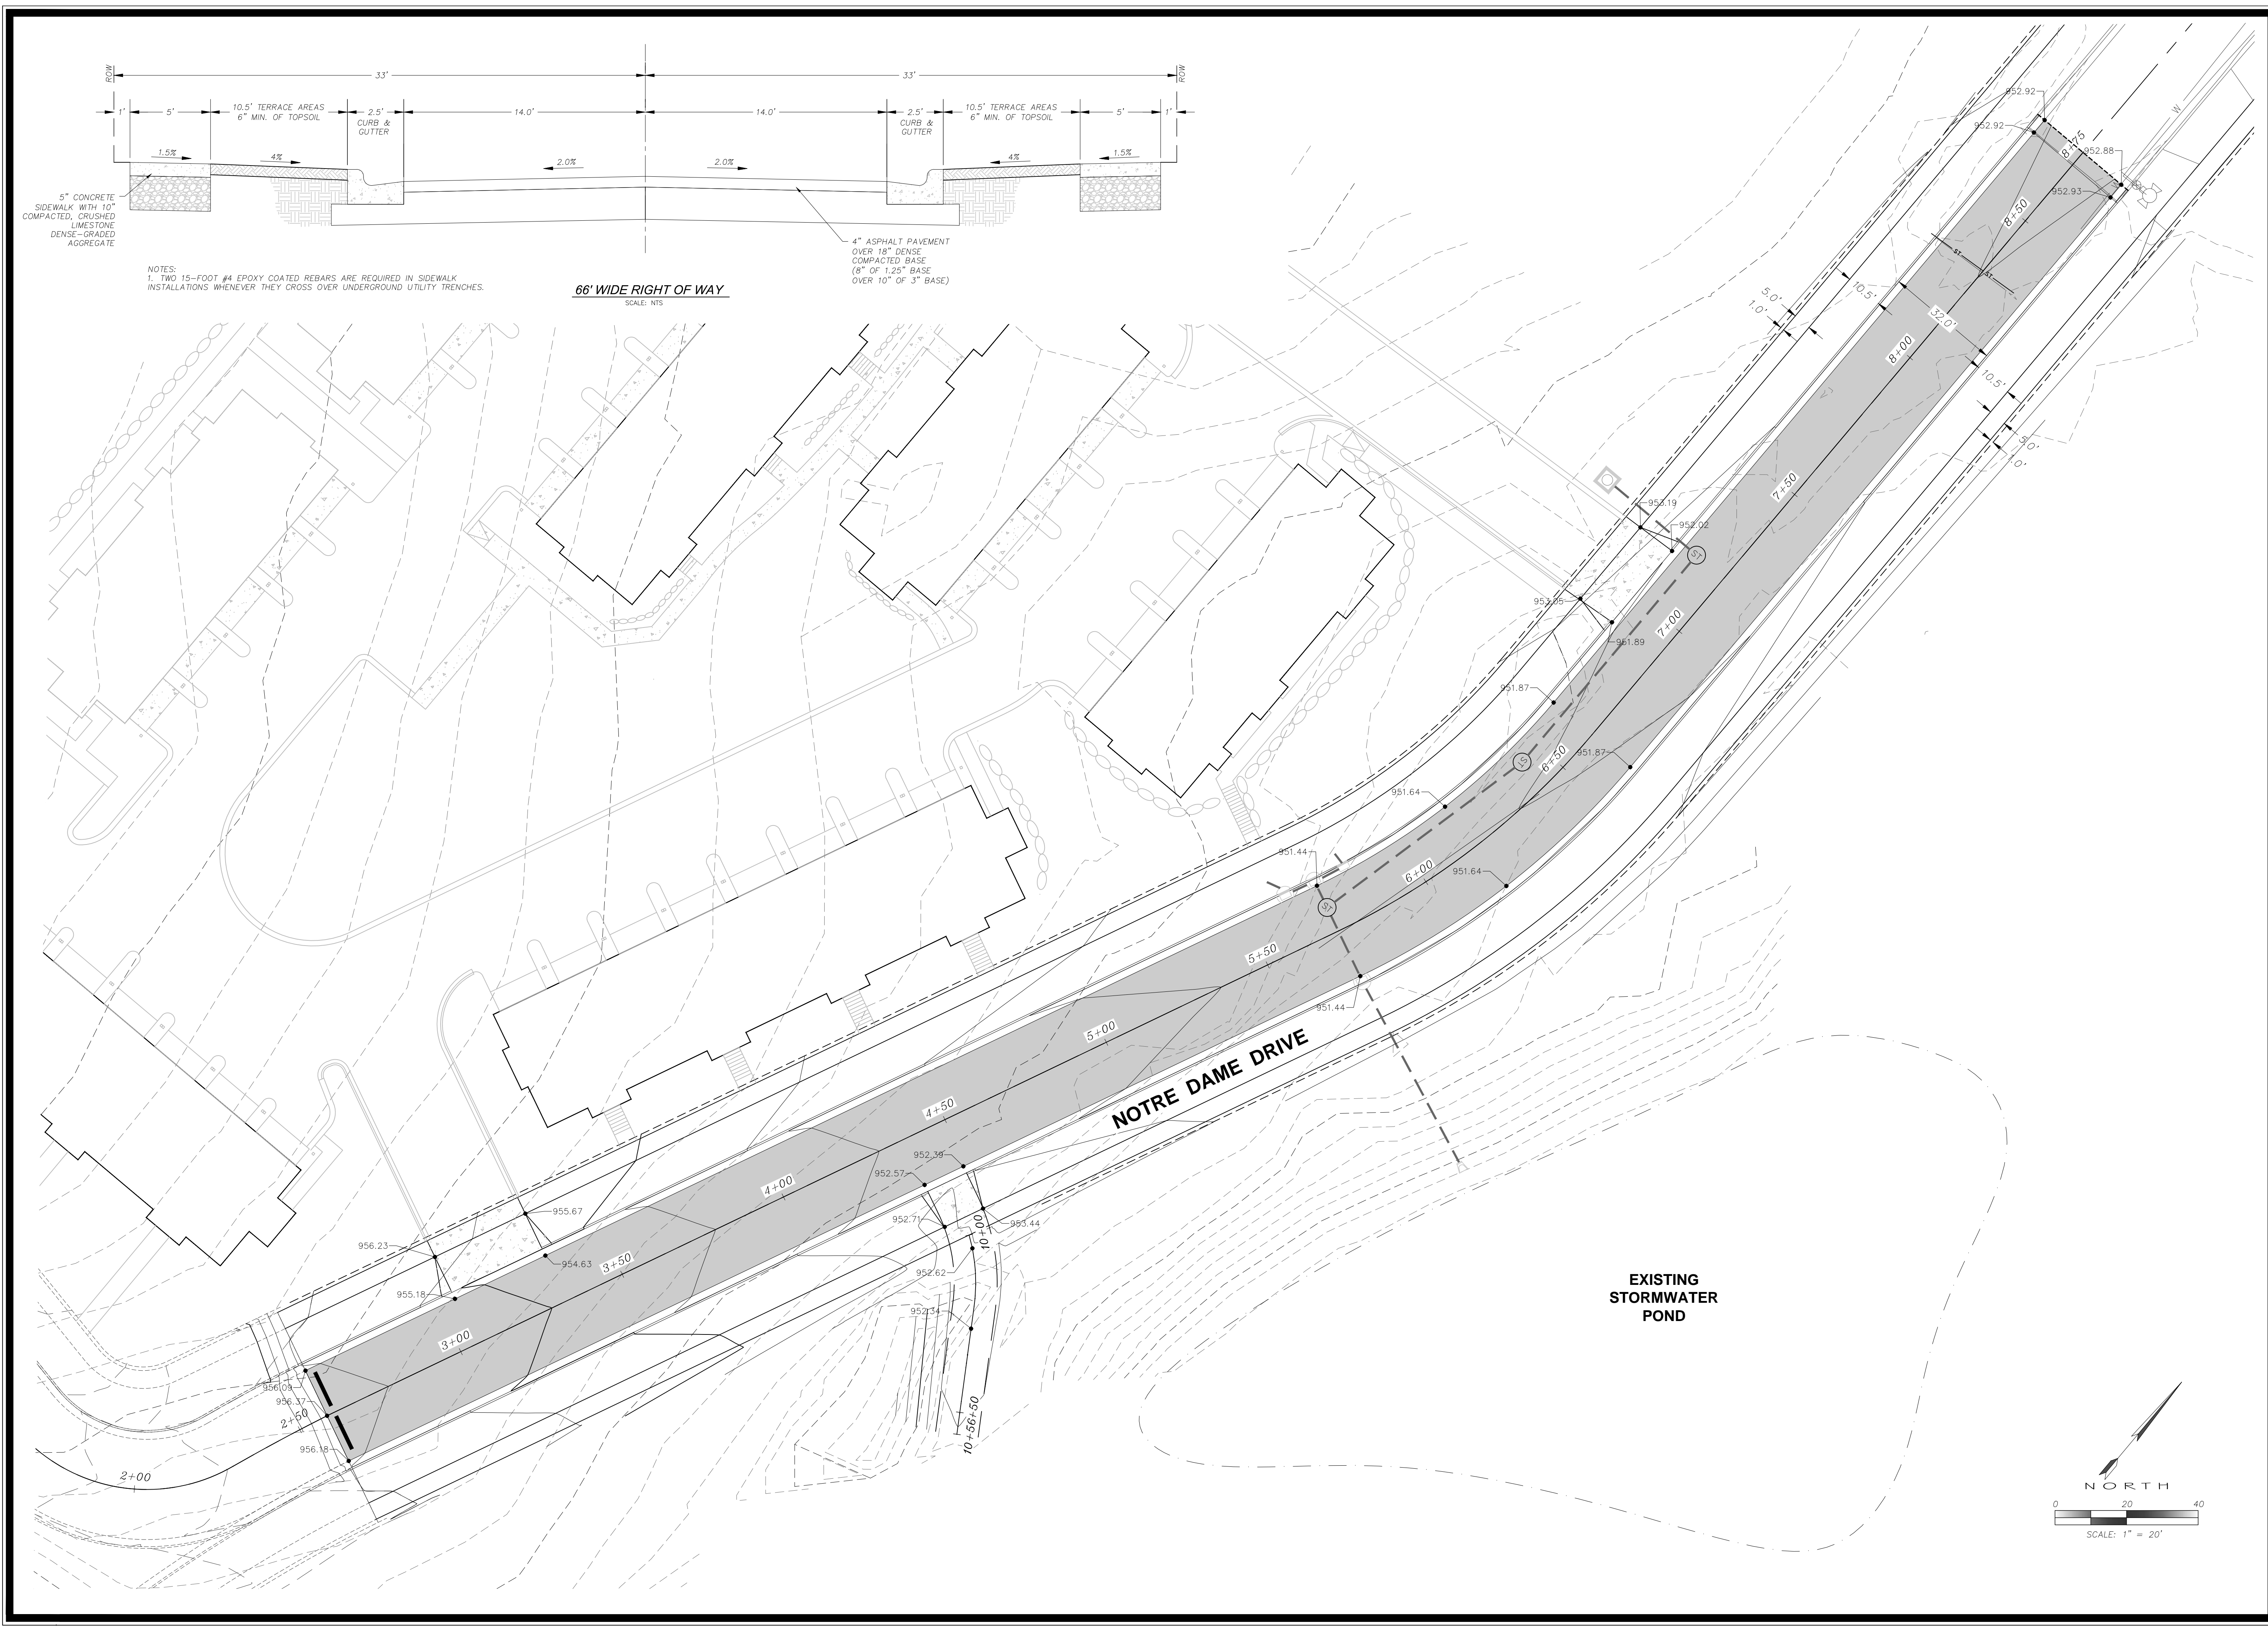 ROW
33'
33'
ROW
1'
5'
10.5' TERRACE AREAS
6" MIN. OF TOPSOIL
2.5'
CURB &
GUTTER
14.0'
14.0'
2.5'
CURB &
GUTTER
10.5' TERRACE AREAS
6" MIN. OF TOPSOIL
5'
1'
1.5%
4%
2.0%
2.0%
4%
1.5%
5" CONCRETE
SIDEWALK WITH 10"
COMPACTED, CRUSHED
LIMESTONE
DENSE-GRADED
AGGREGATE
4" ASPHALT PAVEMENT
OVER 18" DENSE
COMPACTED BASE
(8" OF 1.25" BASE
OVER 10" OF 3" BASE)
NOTES:
1. TWO 15-FOOT #4 EPOXY COATED REBARS ARE REQUIRED IN SIDEWALK
INSTALLATIONS WHENEVER THEY CROSS OVER UNDERGROUND UTILITY TRENCHES.
66' WIDE RIGHT OF WAY
SCALE: NTS
952.92
952.92
8+75
952.88
952.93
W
8+50
ST
ST
5.0'
1.0'
10.5'
32.0'
8+00
10.5'
5.0'
1.0'
7+50
953.19
952.02
ST
953.05
951.89
7+00
951.87
951.87
6+50
ST
951.64
951.44
951.64
6+00
ST
5+50
951.44
5+00
NOTRE DAME DRIVE
4+50
952.39
952.57
4+00
952.71
953.44
10+00
952.62
952.34
10+56+50
955.67
956.23
954.63
3+50
955.18
3+00
956.09
956.37
2+50
956.18
2+00
EXISTING
STORMWATER
POND
NORTH
0 20 40
SCALE: 1" = 20'